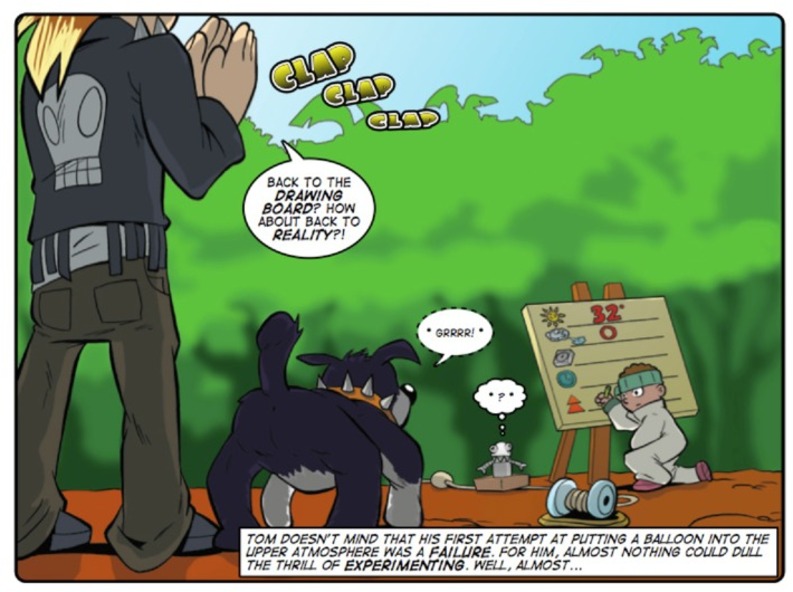 CLAP
CLAP
CLAP
BACK TO THE
DRAWING
BOARD? HOW
ABOUT BACK TO
REALITY?!
* GRRRR! *
32°
O
* ? *
TOM DOESN'T MIND THAT HIS FIRST ATTEMPT AT PUTTING A BALLOON INTO THE
UPPER ATMOSPHERE WAS A FAILURE. FOR HIM, ALMOST NOTHING COULD DULL
THE THRILL OF EXPERIMENTING. WELL, ALMOST...